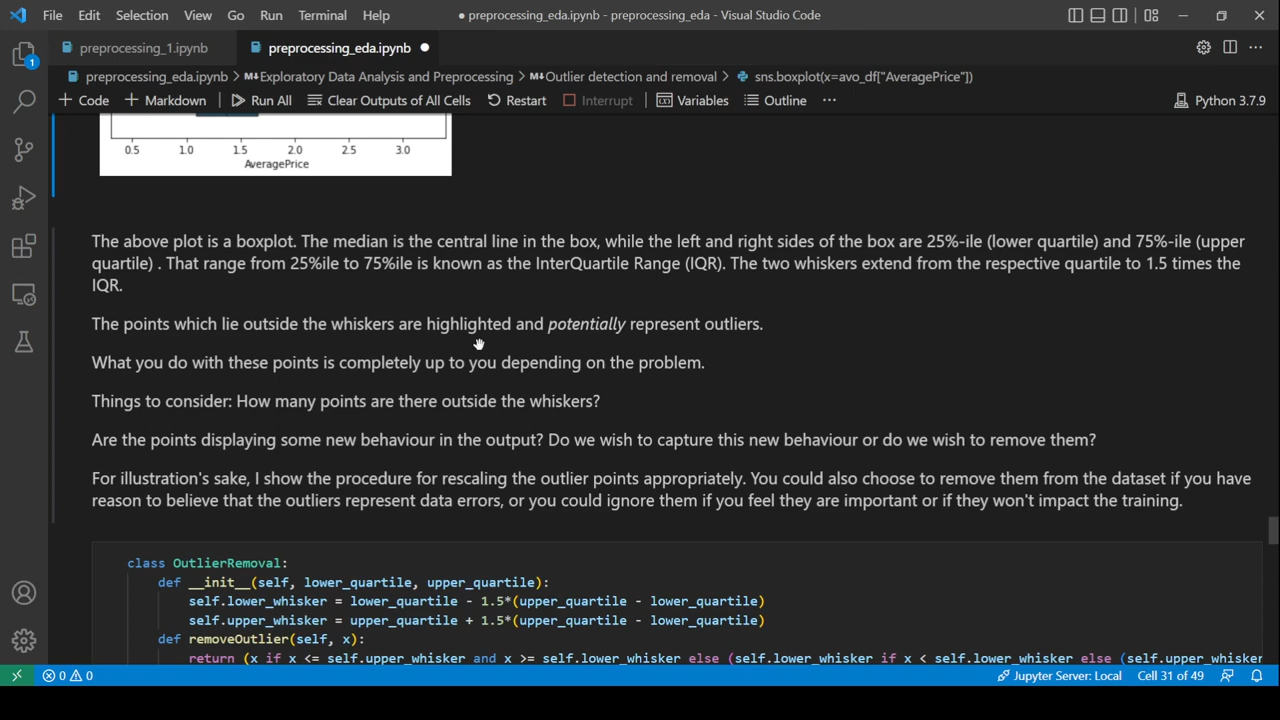 File Edit Selection View Go Run Terminal Help ● preprocessing_eda.ipynb - preprocessing_eda - Visual Studio Code
preprocessing_1.ipynb preprocessing_eda.ipynb
1
preprocessing_eda.ipynb > M↓Exploratory Data Analysis and Preprocessing > M↓Outlier detection and removal > sns.boxplot(x=avo_df["AveragePrice"])
+ Code + Markdown Run All Clear Outputs of All Cells Restart Interrupt Variables Outline ··· Python 3.7.9
0.5 1.0 1.5 2.0 2.5 3.0
AveragePrice
The above plot is a boxplot. The median is the central line in the box, while the left and right sides of the box are 25%-ile (lower quartile) and 75%-ile (upper
quartile) . That range from 25%ile to 75%ile is known as the InterQuartile Range (IQR). The two whiskers extend from the respective quartile to 1.5 times the
IQR.
The points which lie outside the whiskers are highlighted and potentially represent outliers.
What you do with these points is completely up to you depending on the problem.
Things to consider: How many points are there outside the whiskers?
Are the points displaying some new behaviour in the output? Do we wish to capture this new behaviour or do we wish to remove them?
For illustration's sake, I show the procedure for rescaling the outlier points appropriately. You could also choose to remove them from the dataset if you have
reason to believe that the outliers represent data errors, or you could ignore them if you feel they are important or if they won't impact the training.
class OutlierRemoval:
def __init__(self, lower_quartile, upper_quartile):
self.lower_whisker = lower_quartile - 1.5*(upper_quartile - lower_quartile)
self.upper_whisker = upper_quartile + 1.5*(upper_quartile - lower_quartile)
def removeOutlier(self, x):
return (x if x <= self.upper_whisker and x >= self.lower_whisker else (self.lower_whisker if x < self.lower_whisker else (self.upper_whisker
0 0 Jupyter Server: Local Cell 31 of 49